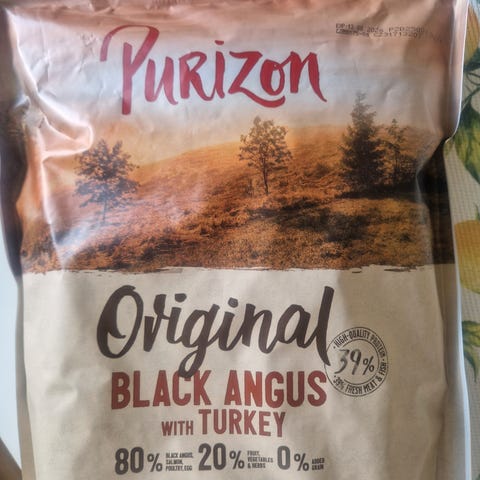 PURIZON
Original
BLACK ANGUS
WITH TURKEY
HIGH-QUALITY PROTEIN
39%
39% FRESH MEAT & FISH
80% BLACK ANGUS, SALMON, POULTRY, EGG
20% FRUIT, VEGETABLES & HERBS
0% ADDED GRAIN